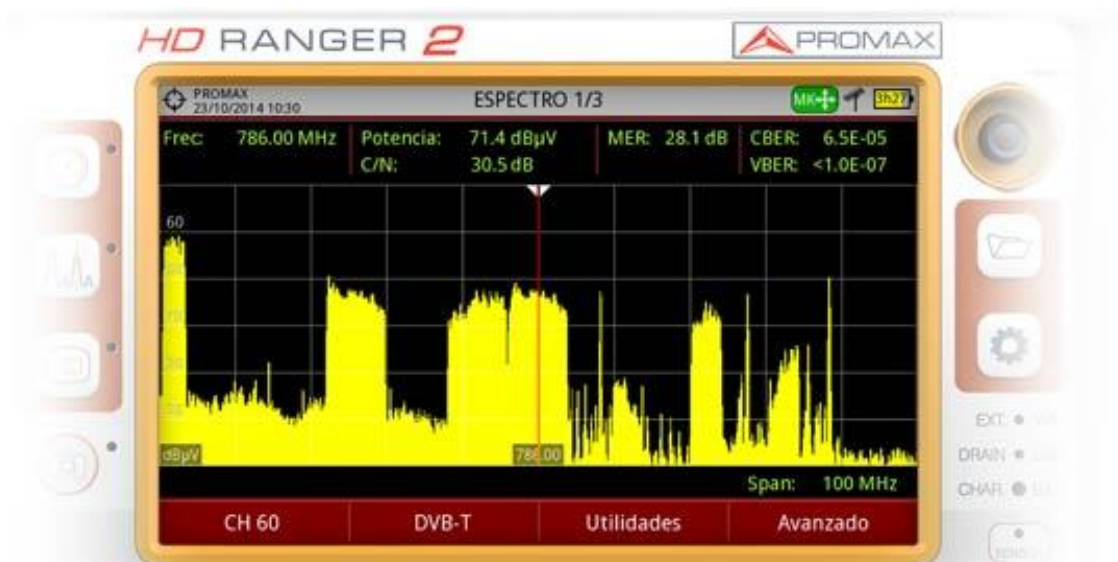 HD RANGER 2
PROMAX
PROMAX
23/10/2014 10:30
ESPECTRO 1/3
MK
3h27
Frec: 786.00 MHz
Potencia: 71.4 dBµV
MER: 28.1 dB
CBER: 6.5E-05
C/N: 30.5 dB
VBER: <1.0E-07
60
dBµV
786.00
Span: 100 MHz
CH 60
DVB-T
Utilidades
Avanzado
EXT.
DRAIN
CHAR.